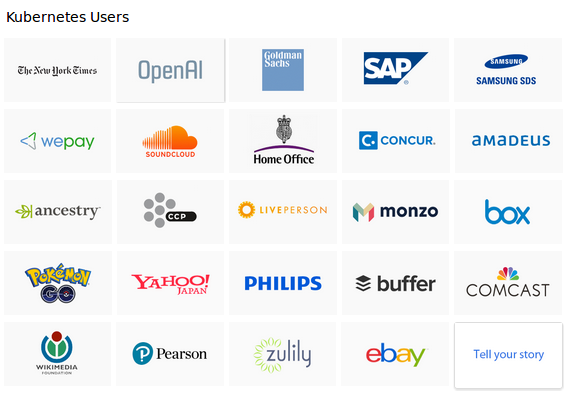 Kubernetes Users
The New York Times
OpenAI
Goldman
Sachs
SAP
®
SAMSUNG
SAMSUNG SDS
wepay
SOUNDCLOUD
Home Office
C. CONCUR.
amadeus
ancestry
CCP
LIVEPERSON
monzo
box
POKÉMON
GO
YAHOO!
JAPAN
PHILIPS
buffer
COMCAST
WIKIMEDIA
FOUNDATION
P Pearson
zulily
ebay
Tell your story